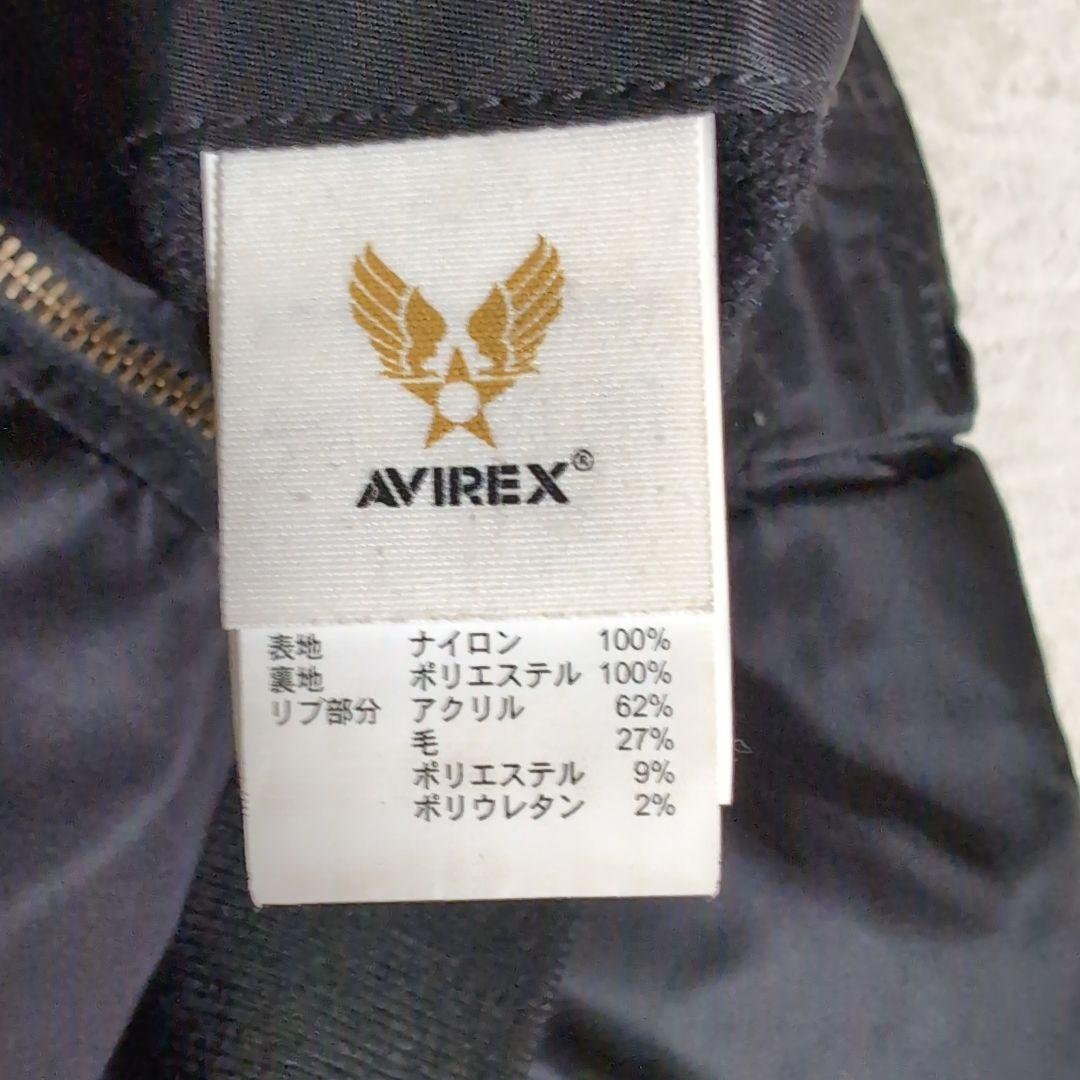 AVIREX®
表地 ナイロン 100%
裏地 ポリエステル 100%
リブ部分 アクリル 62%
毛 27%
ポリエステル 9%
ポリウレタン 2%